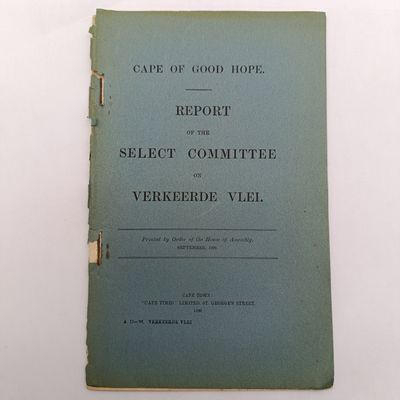 CAPE OF GOOD HOPE.
REPORT
OF THE
SELECT COMMITTEE
ON
VERKEERDE VLEI.
Printed by Order of the House of Assembly.
SEPTEMBER,
CAPE TOWN:
"CAPE TIMES" LIMITED, ST. GEORGE'S STREET.
VERKEERDE VLEI